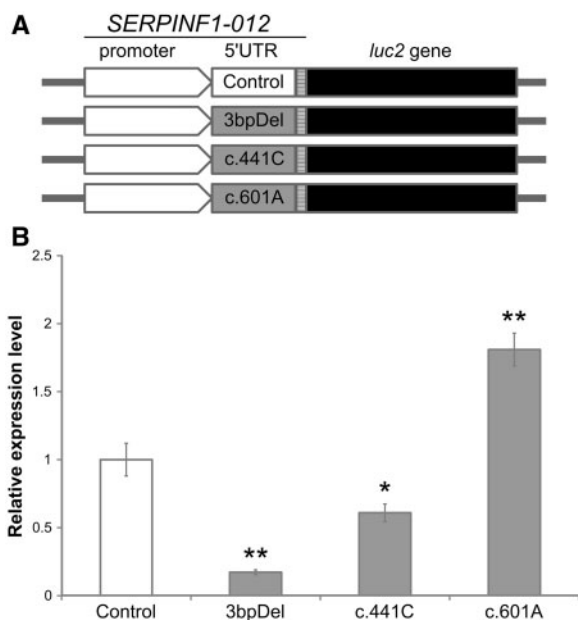 A
SERPINF1-012
promoter 5'UTR luc2 gene
Control
3bpDel
c.441C
c.601A
B
Relative expression level
2.5
2
1.5
1
0.5
0
**
*
**
Control 3bpDel c.441C c.601A